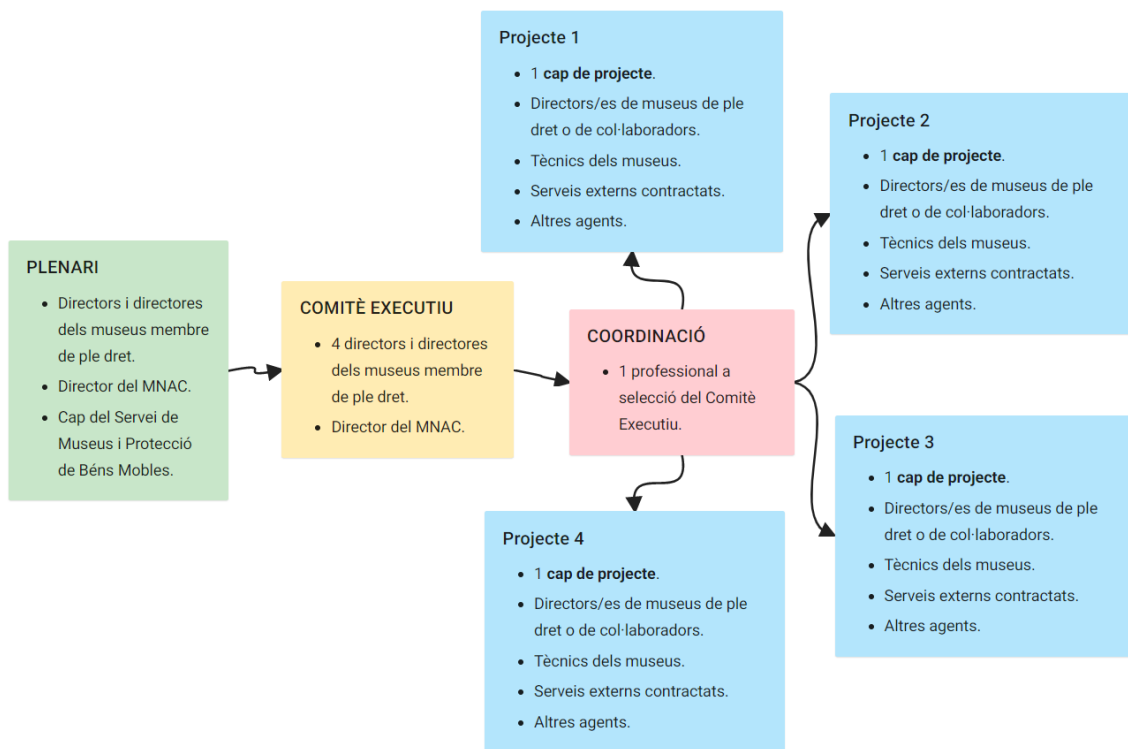 PLENARI
Directors i directores
dels museus membre
de ple dret.
Director del MNAC.
Cap del Servei de
Museus i Protecció
de Béns Mobles.
COMITÈ EXECUTIU
4 directors i directores
dels museus membre
de ple dret.
Director del MNAC.
COORDINACIÓ
1 professional a
selecció del Comitè
Executiu.
Projecte 1
1 cap de projecte.
Directors/es de museus de ple
dret o de col·laboradors.
Tècnics dels museus.
Serveis externs contractats.
Altres agents.
Projecte 2
1 cap de projecte.
Directors/es de museus de ple
dret o de col·laboradors.
Tècnics dels museus.
Serveis externs contractats.
Altres agents.
Projecte 3
1 cap de projecte.
Directors/es de museus de ple
dret o de col·laboradors.
Tècnics dels museus.
Serveis externs contractats.
Altres agents.
Projecte 4
1 cap de projecte.
Directors/es de museus de ple
dret o de col·laboradors.
Tècnics dels museus.
Serveis externs contractats.
Altres agents.